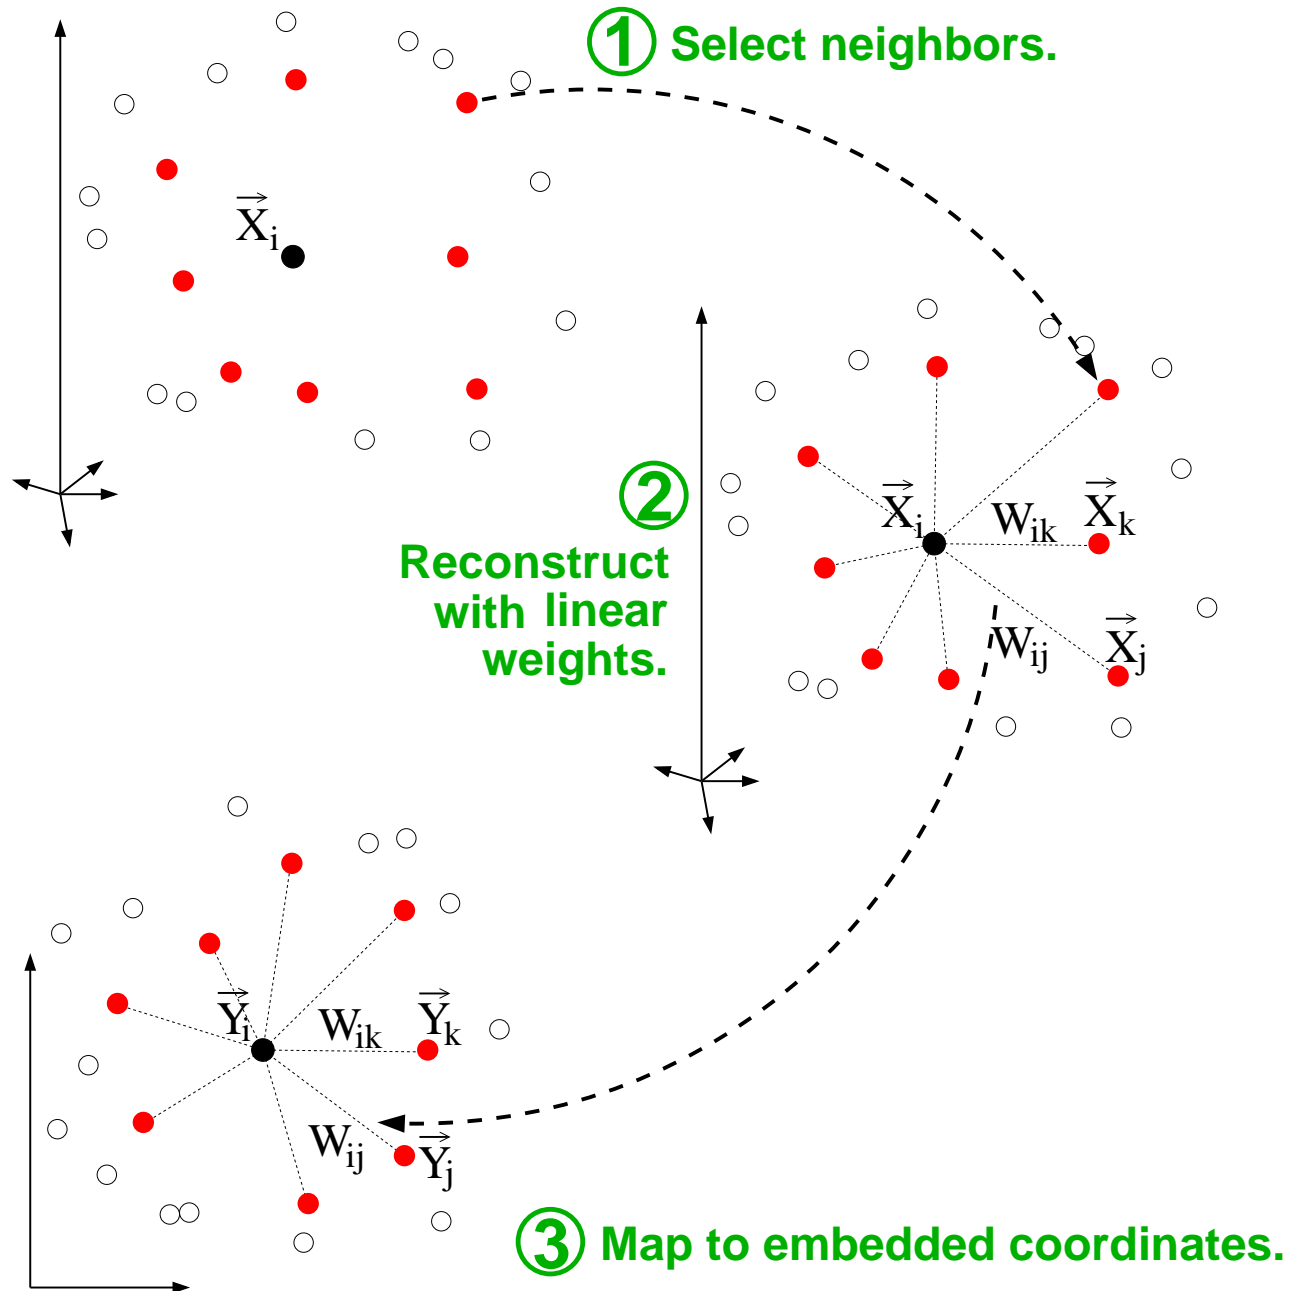 ① Select neighbors.
X⃗i
②
Reconstruct
with linear
weights.
X⃗i
Wik
X⃗k
Wij
X⃗j
Y⃗i
Wik
Y⃗k
Wij
Y⃗j
③ Map to embedded coordinates.